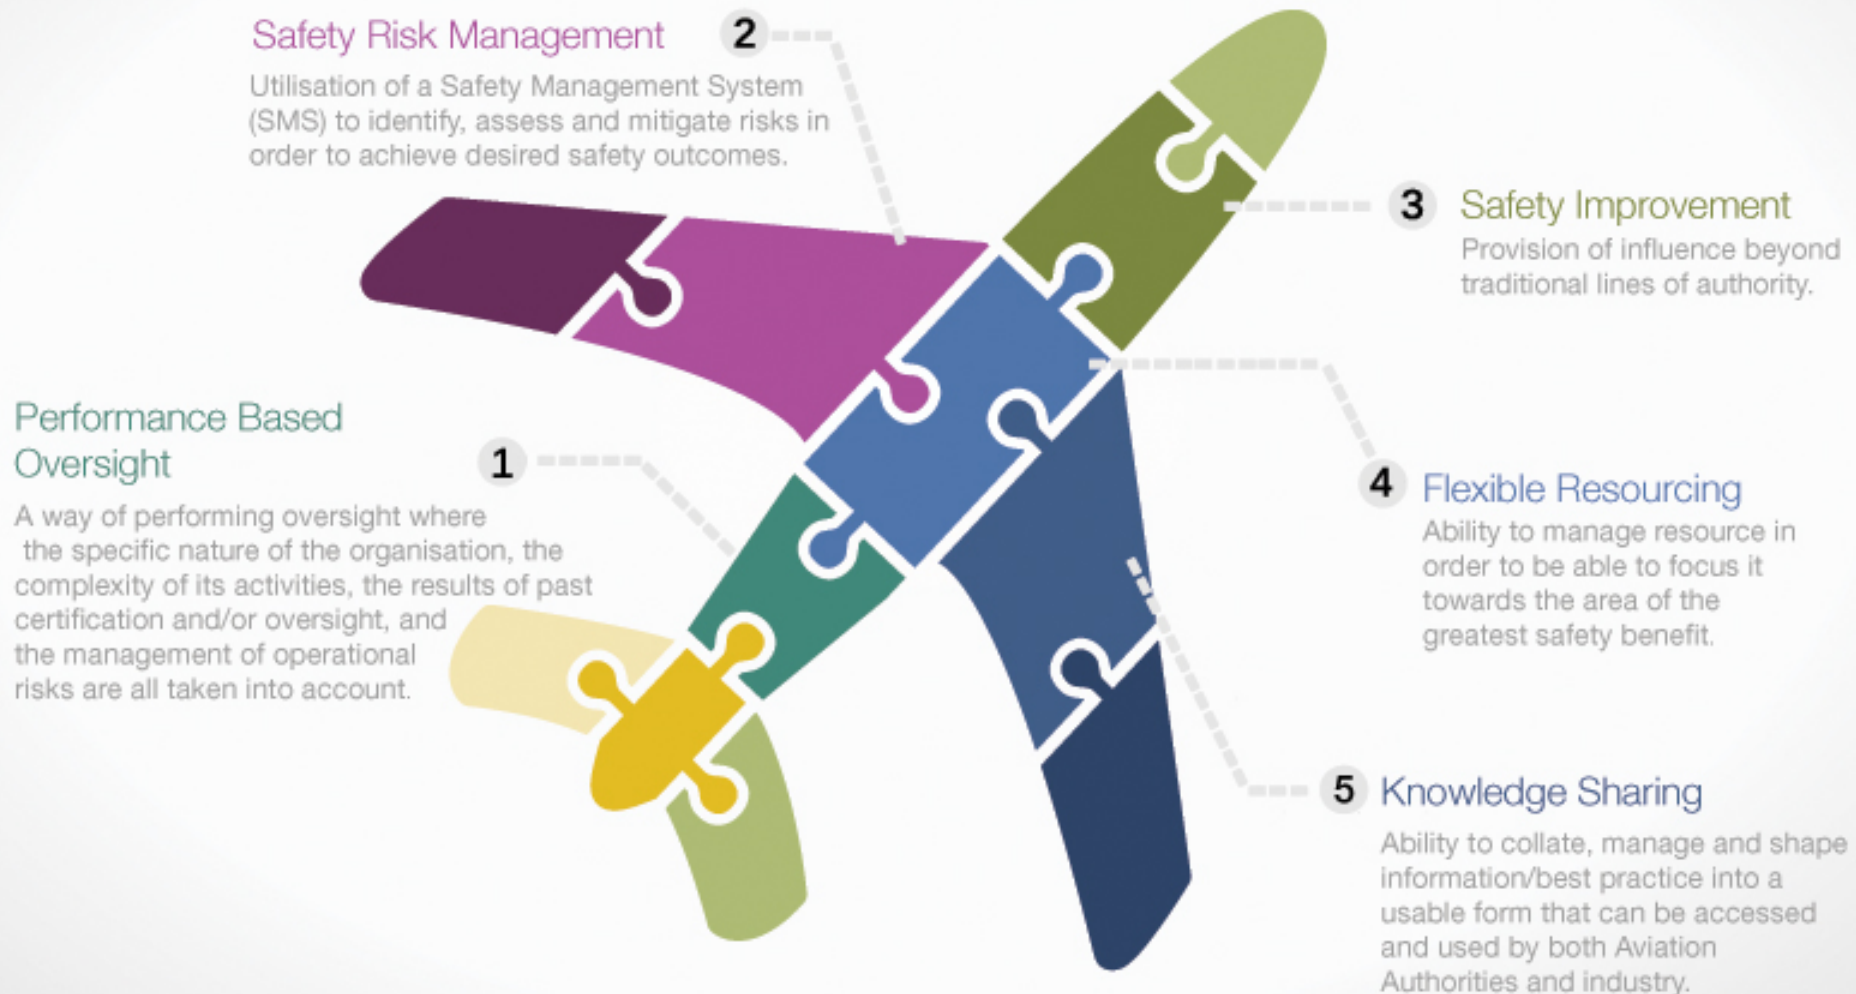 Safety Risk Management
2
Utilisation of a Safety Management System
(SMS) to identify, assess and mitigate risks in
order to achieve desired safety outcomes.
3
Safety Improvement
Provision of influence beyond
traditional lines of authority.
Performance Based
Oversight
1
A way of performing oversight where
the specific nature of the organisation, the
complexity of its activities, the results of past
certification and/or oversight, and
the management of operational
risks are all taken into account.
4
Flexible Resourcing
Ability to manage resource in
order to be able to focus it
towards the area of the
greatest safety benefit.
5
Knowledge Sharing
Ability to collate, manage and shape
information/best practice into a
usable form that can be accessed
and used by both Aviation
Authorities and industry.